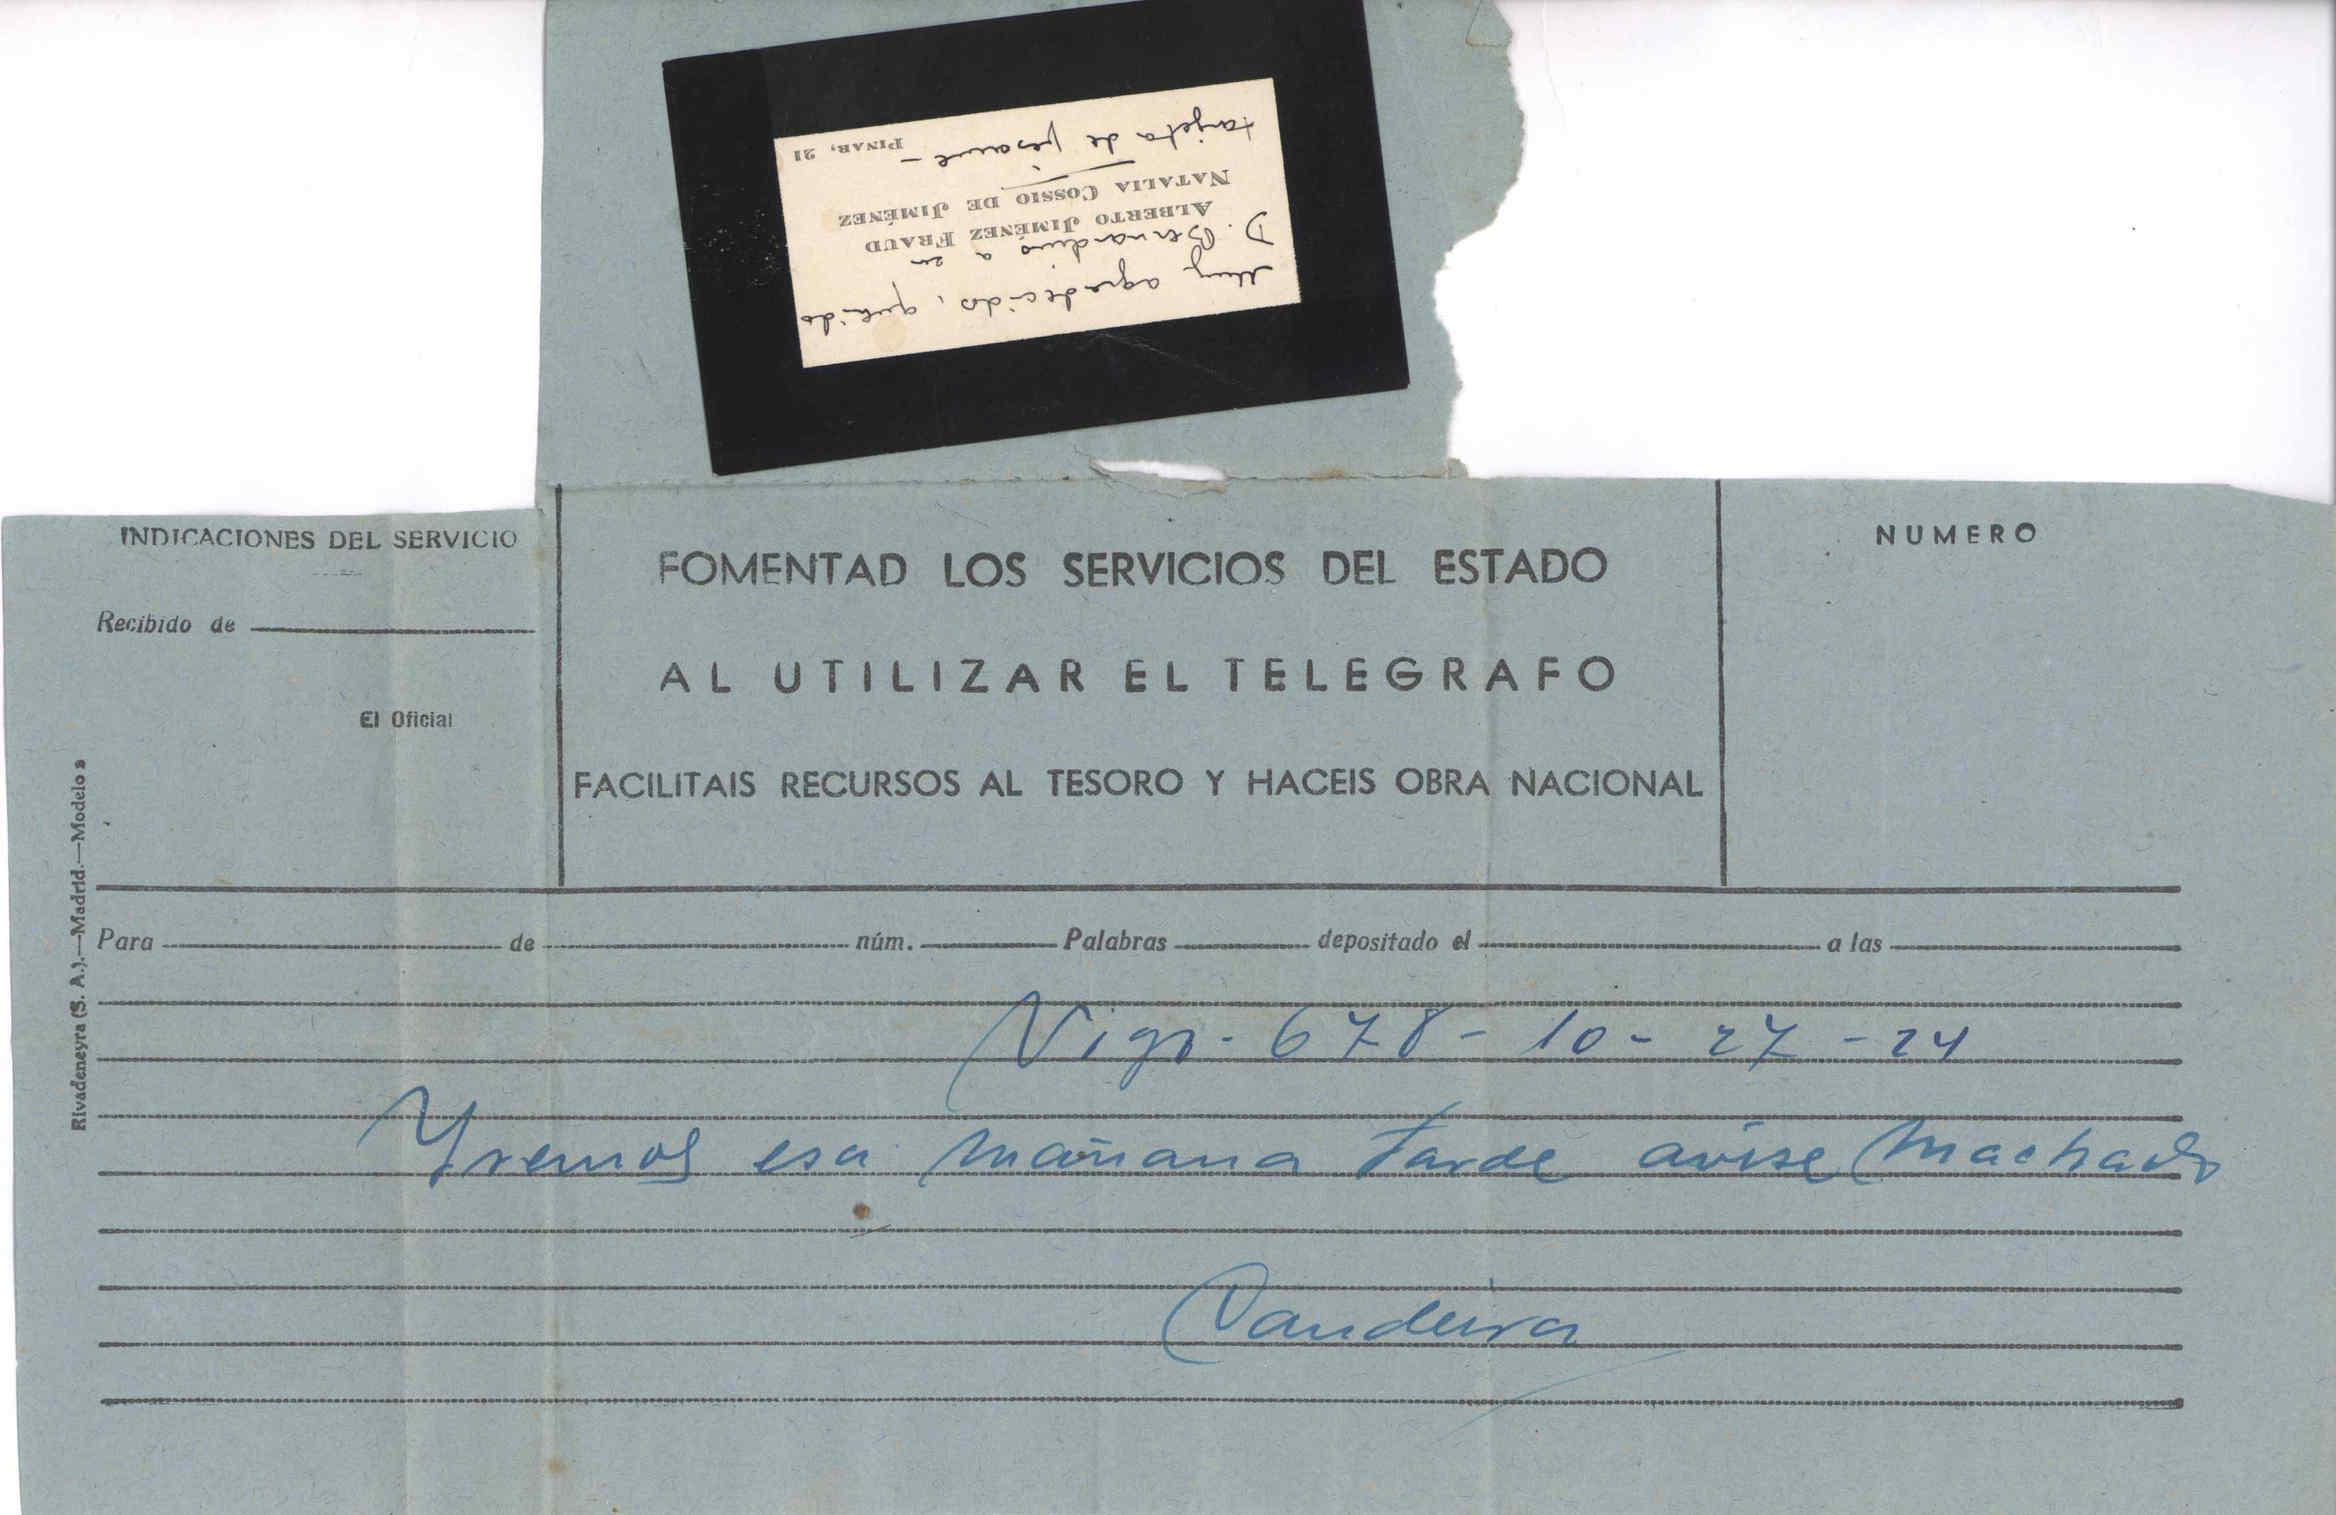 Muy agradecidos, querido
D. Bernardino a su
ALBERTO JIMÉNEZ FRAUD
NATALIA COSSIO DE JIMÉNEZ
tarjeta de pésame —
PINAR, 21
INDICACIONES DEL SERVICIO
Recibido de
El Oficial
FOMENTAD LOS SERVICIOS DEL ESTADO
AL UTILIZAR EL TELEGRAFO
FACILITAIS RECURSOS AL TESORO Y HACEIS OBRA NACIONAL
NUMERO
Rivadeneyra (S. A.).—Madrid.—Modelo 2
Para de núm. Palabras depositado el a las
Vigo - 678 - 10 - 27 - 24
Yremos esa mañana tarde avise Machado
Vandeira